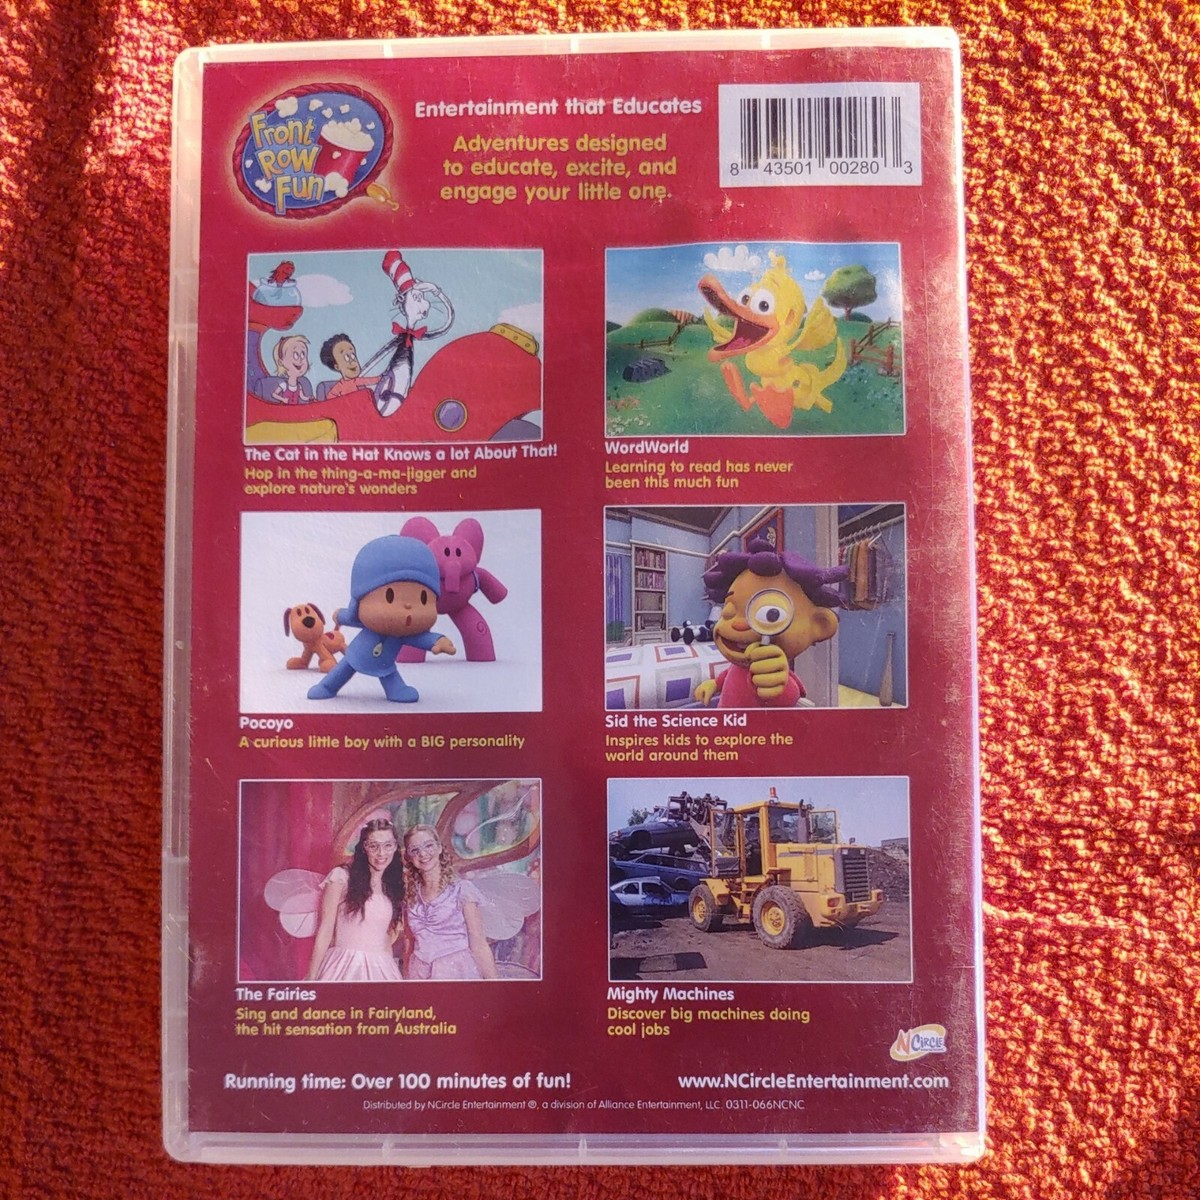 Front
Row
Fun
Entertainment that Educates
Adventures designed
to educate, excite, and
engage your little one.
8 43501 00280 3
The Cat in the Hat Knows a lot About That!
Hop in the thing-a-ma-jigger and
explore nature's wonders
WordWorld
Learning to read has never
been this much fun
Pocoyo
A curious little boy with a BIG personality
Sid the Science Kid
Inspires kids to explore the
world around them
The Fairies
Sing and dance in Fairyland,
the hit sensation from Australia
Mighty Machines
Discover big machines doing
cool jobs
NCircle
Running time: Over 100 minutes of fun!
www.NCircleEntertainment.com
Distributed by NCircle Entertainment ®, a division of Alliance Entertainment, LLC. 0311-066NCNC